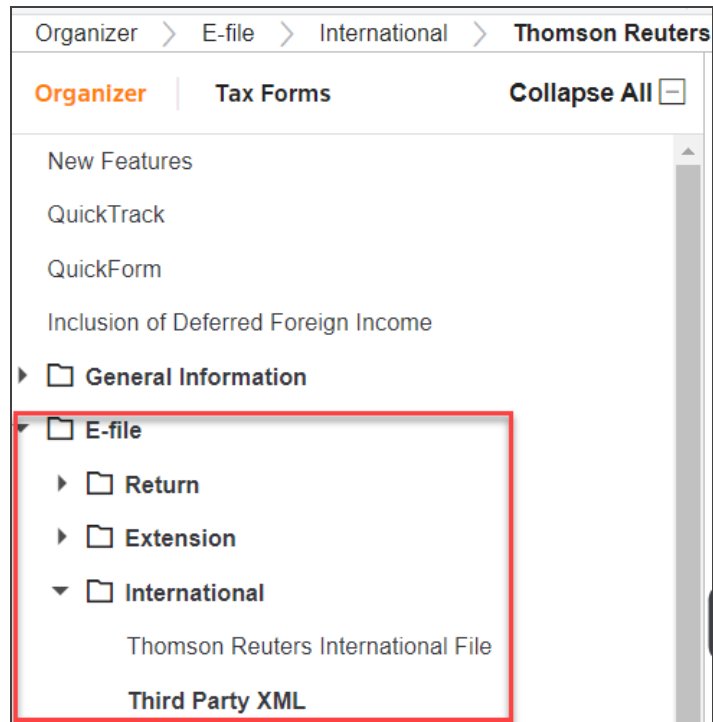 Organizer > E-file > International > Thomson Reuters
Organizer Tax Forms Collapse All
New Features
QuickTrack
QuickForm
Inclusion of Deferred Foreign Income
General Information
E-file
Return
Extension
International
Thomson Reuters International File
Third Party XML